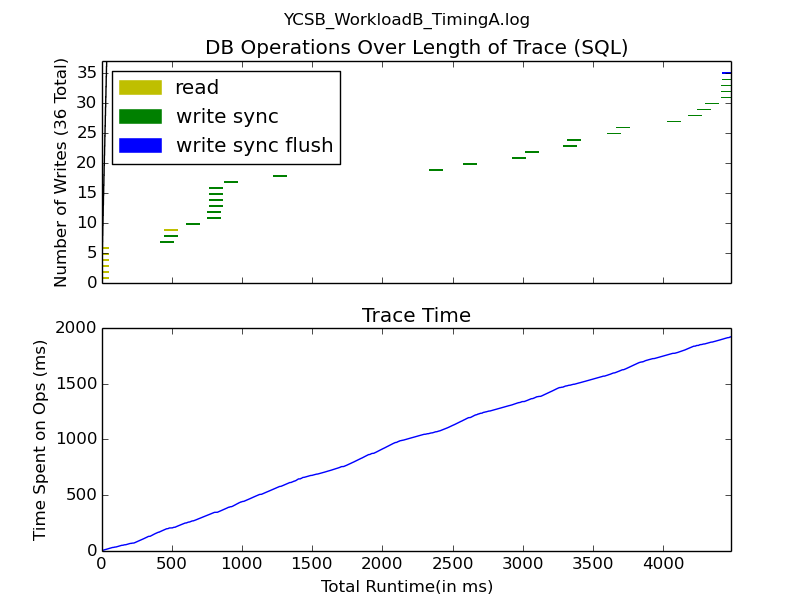 YCSB_WorkloadB_TimingA.log
DB Operations Over Length of Trace (SQL)
Number of Writes (36 Total)
35
30
25
20
15
10
5
0
read
write sync
write sync flush
Trace Time
Time Spent on Ops (ms)
2000
1500
1000
500
0
0 500 1000 1500 2000 2500 3000 3500 4000
Total Runtime(in ms)